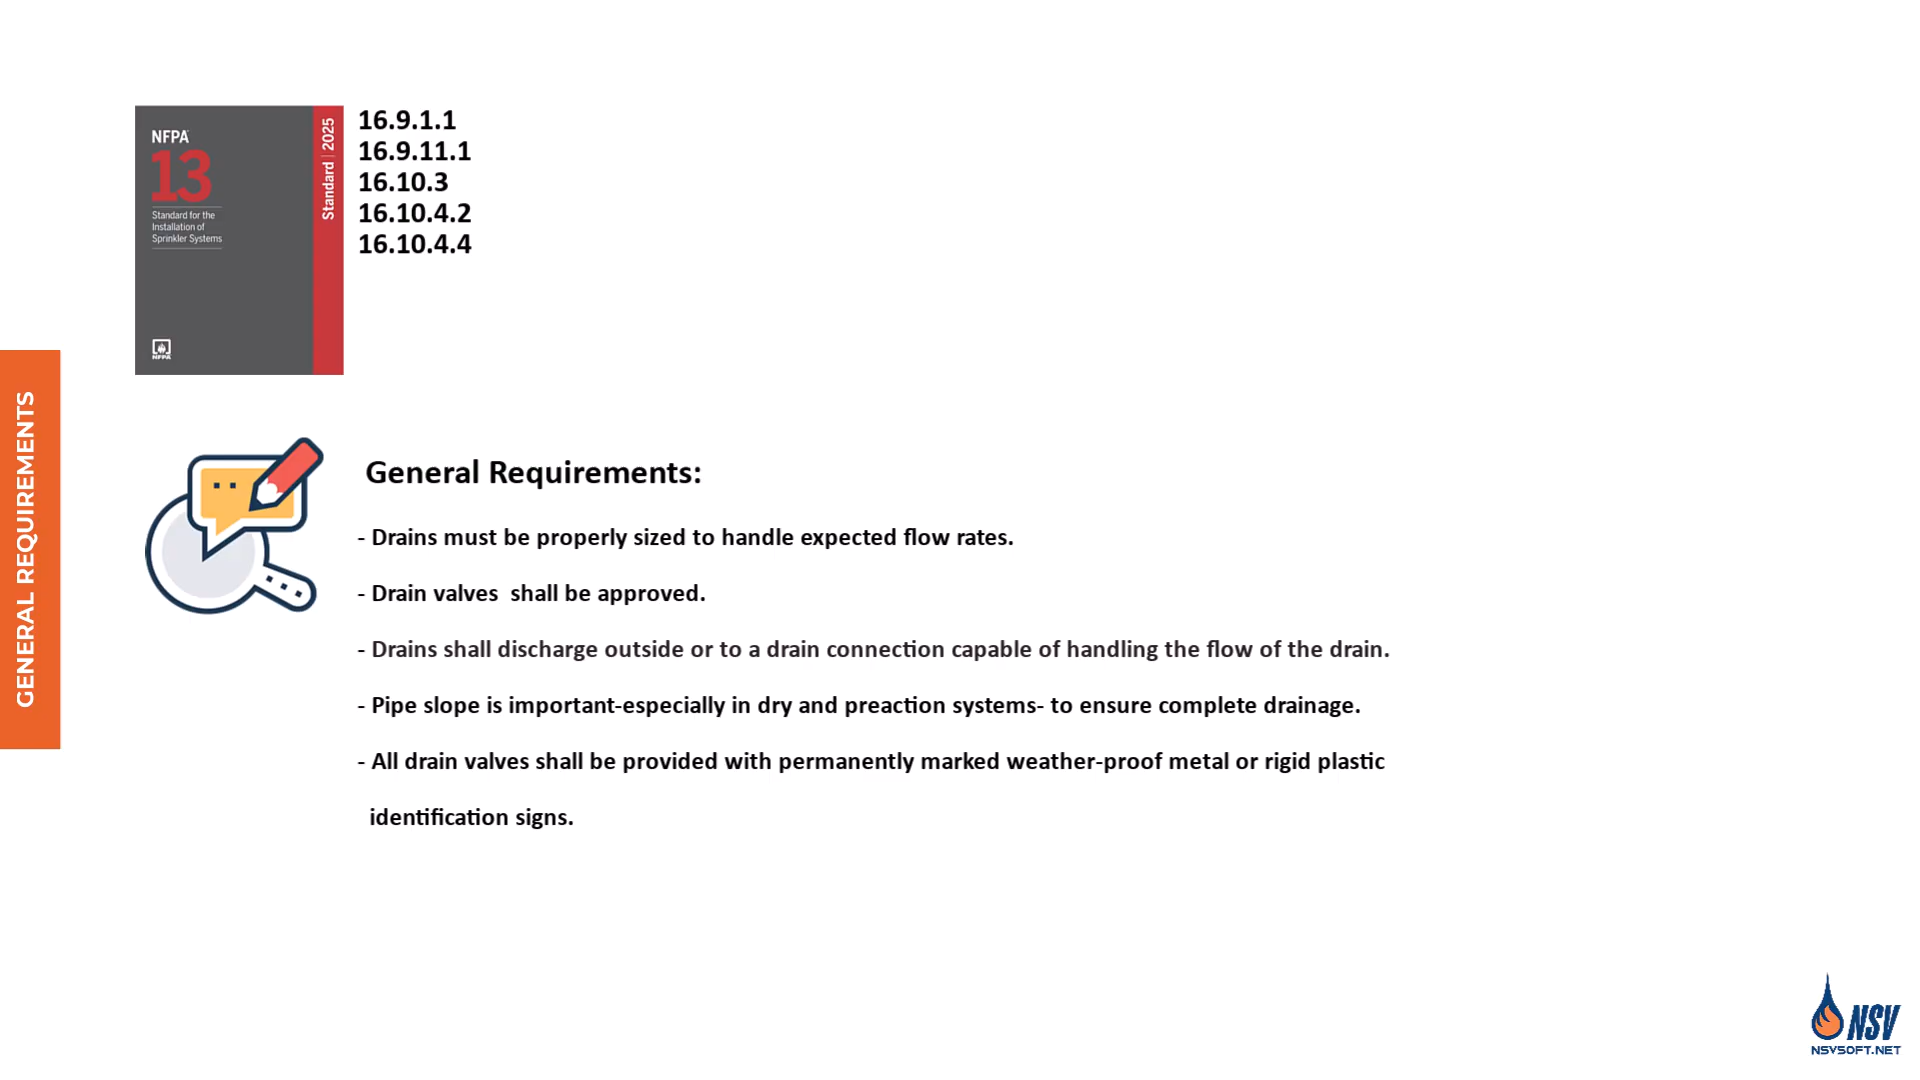 NFPA
13
Standard for the
Installation of
Sprinkler Systems
Standard | 2025
NFPA
16.9.1.1
16.9.11.1
16.10.3
16.10.4.2
16.10.4.4
GENERAL REQUIREMENTS
General Requirements:
- Drains must be properly sized to handle expected flow rates.
- Drain valves  shall be approved.
- Drains shall discharge outside or to a drain connection capable of handling the flow of the drain.
- Pipe slope is important-especially in dry and preaction systems- to ensure complete drainage.
- All drain valves shall be provided with permanently marked weather-proof metal or rigid plastic
identification signs.
NSV
NSVSOFT.NET